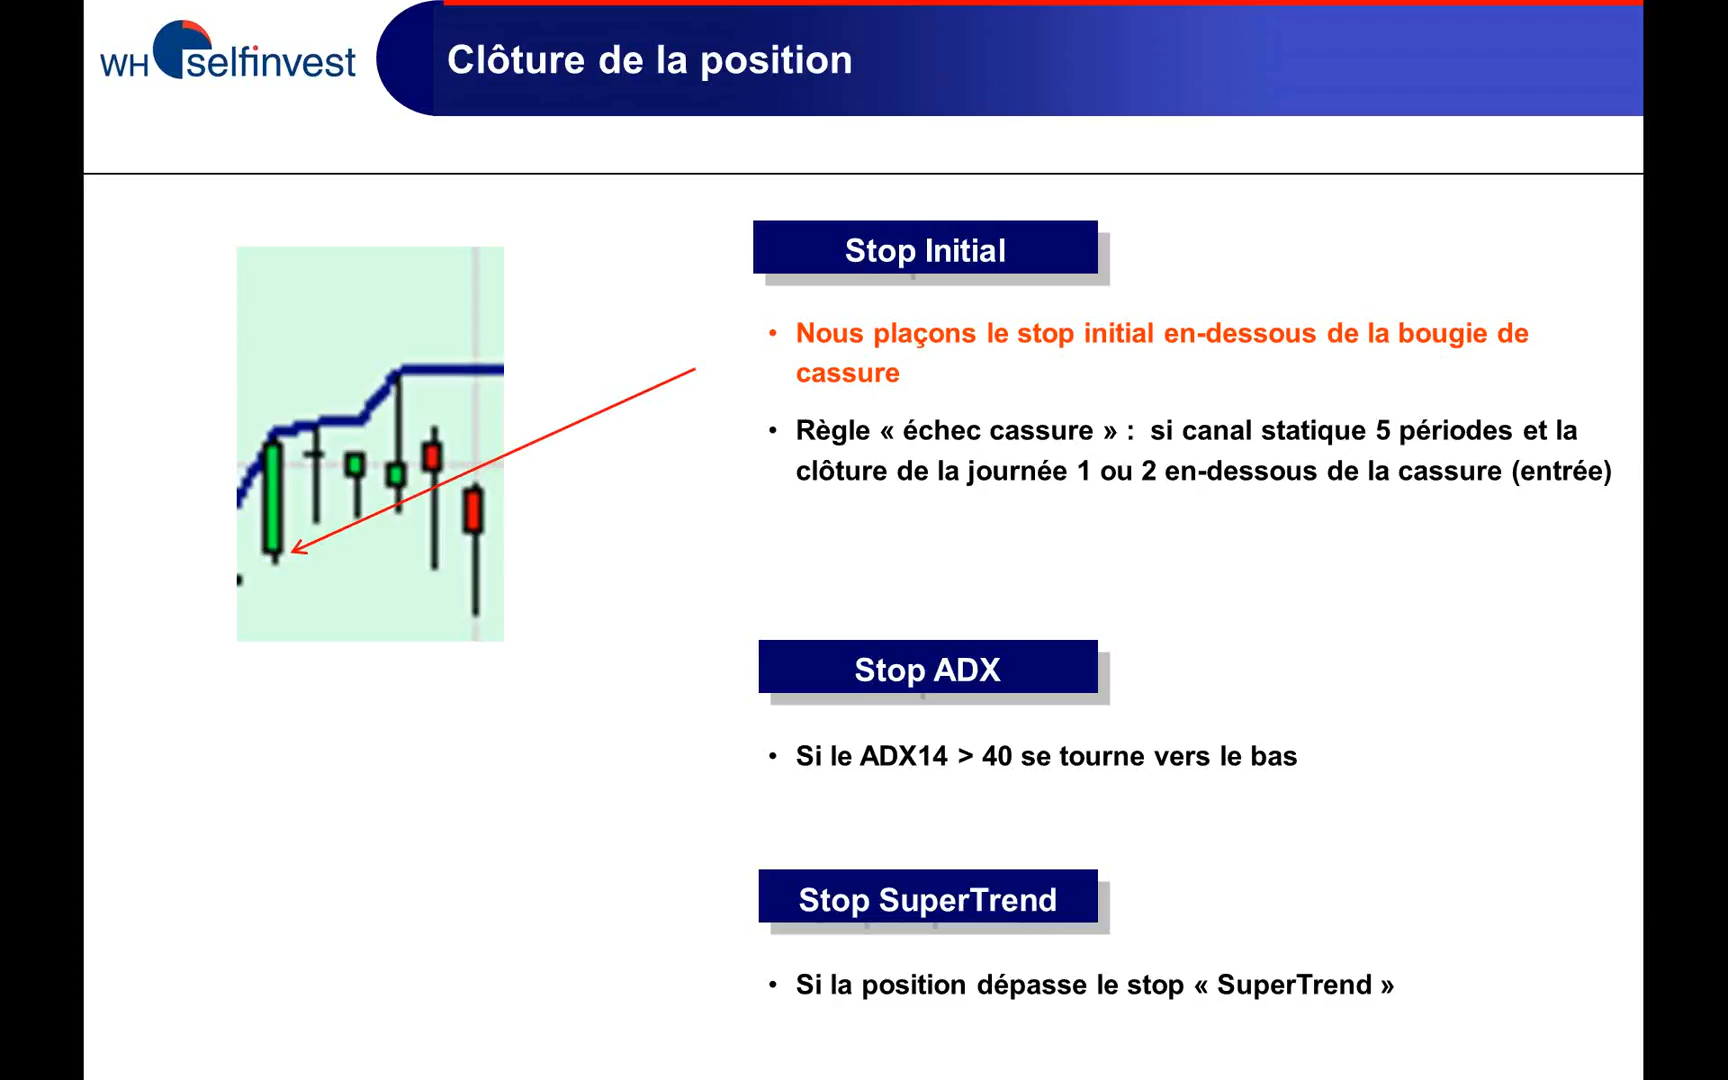 WH selfinvest
Clôture de la position
Stop Initial
• Nous plaçons le stop initial en-dessous de la bougie de
cassure
• Règle « échec cassure » : si canal statique 5 périodes et la
clôture de la journée 1 ou 2 en-dessous de la cassure (entrée)
Stop ADX
• Si le ADX14 > 40 se tourne vers le bas
Stop SuperTrend
• Si la position dépasse le stop « SuperTrend »